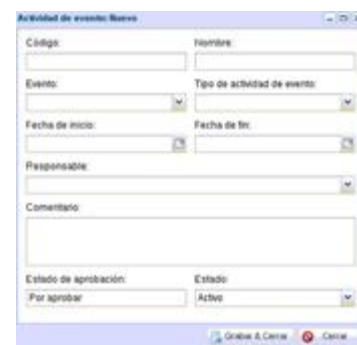 Actividad de evento: Nuevo
Código: Nombre:
Evento: Tipo de actividad de evento:
Fecha de inicio: Fecha de fin:
Responsable:
Comentario:
Estado de aprobación: Estado:
Por aprobar Activo
Grabar & Cerrar Cerrar